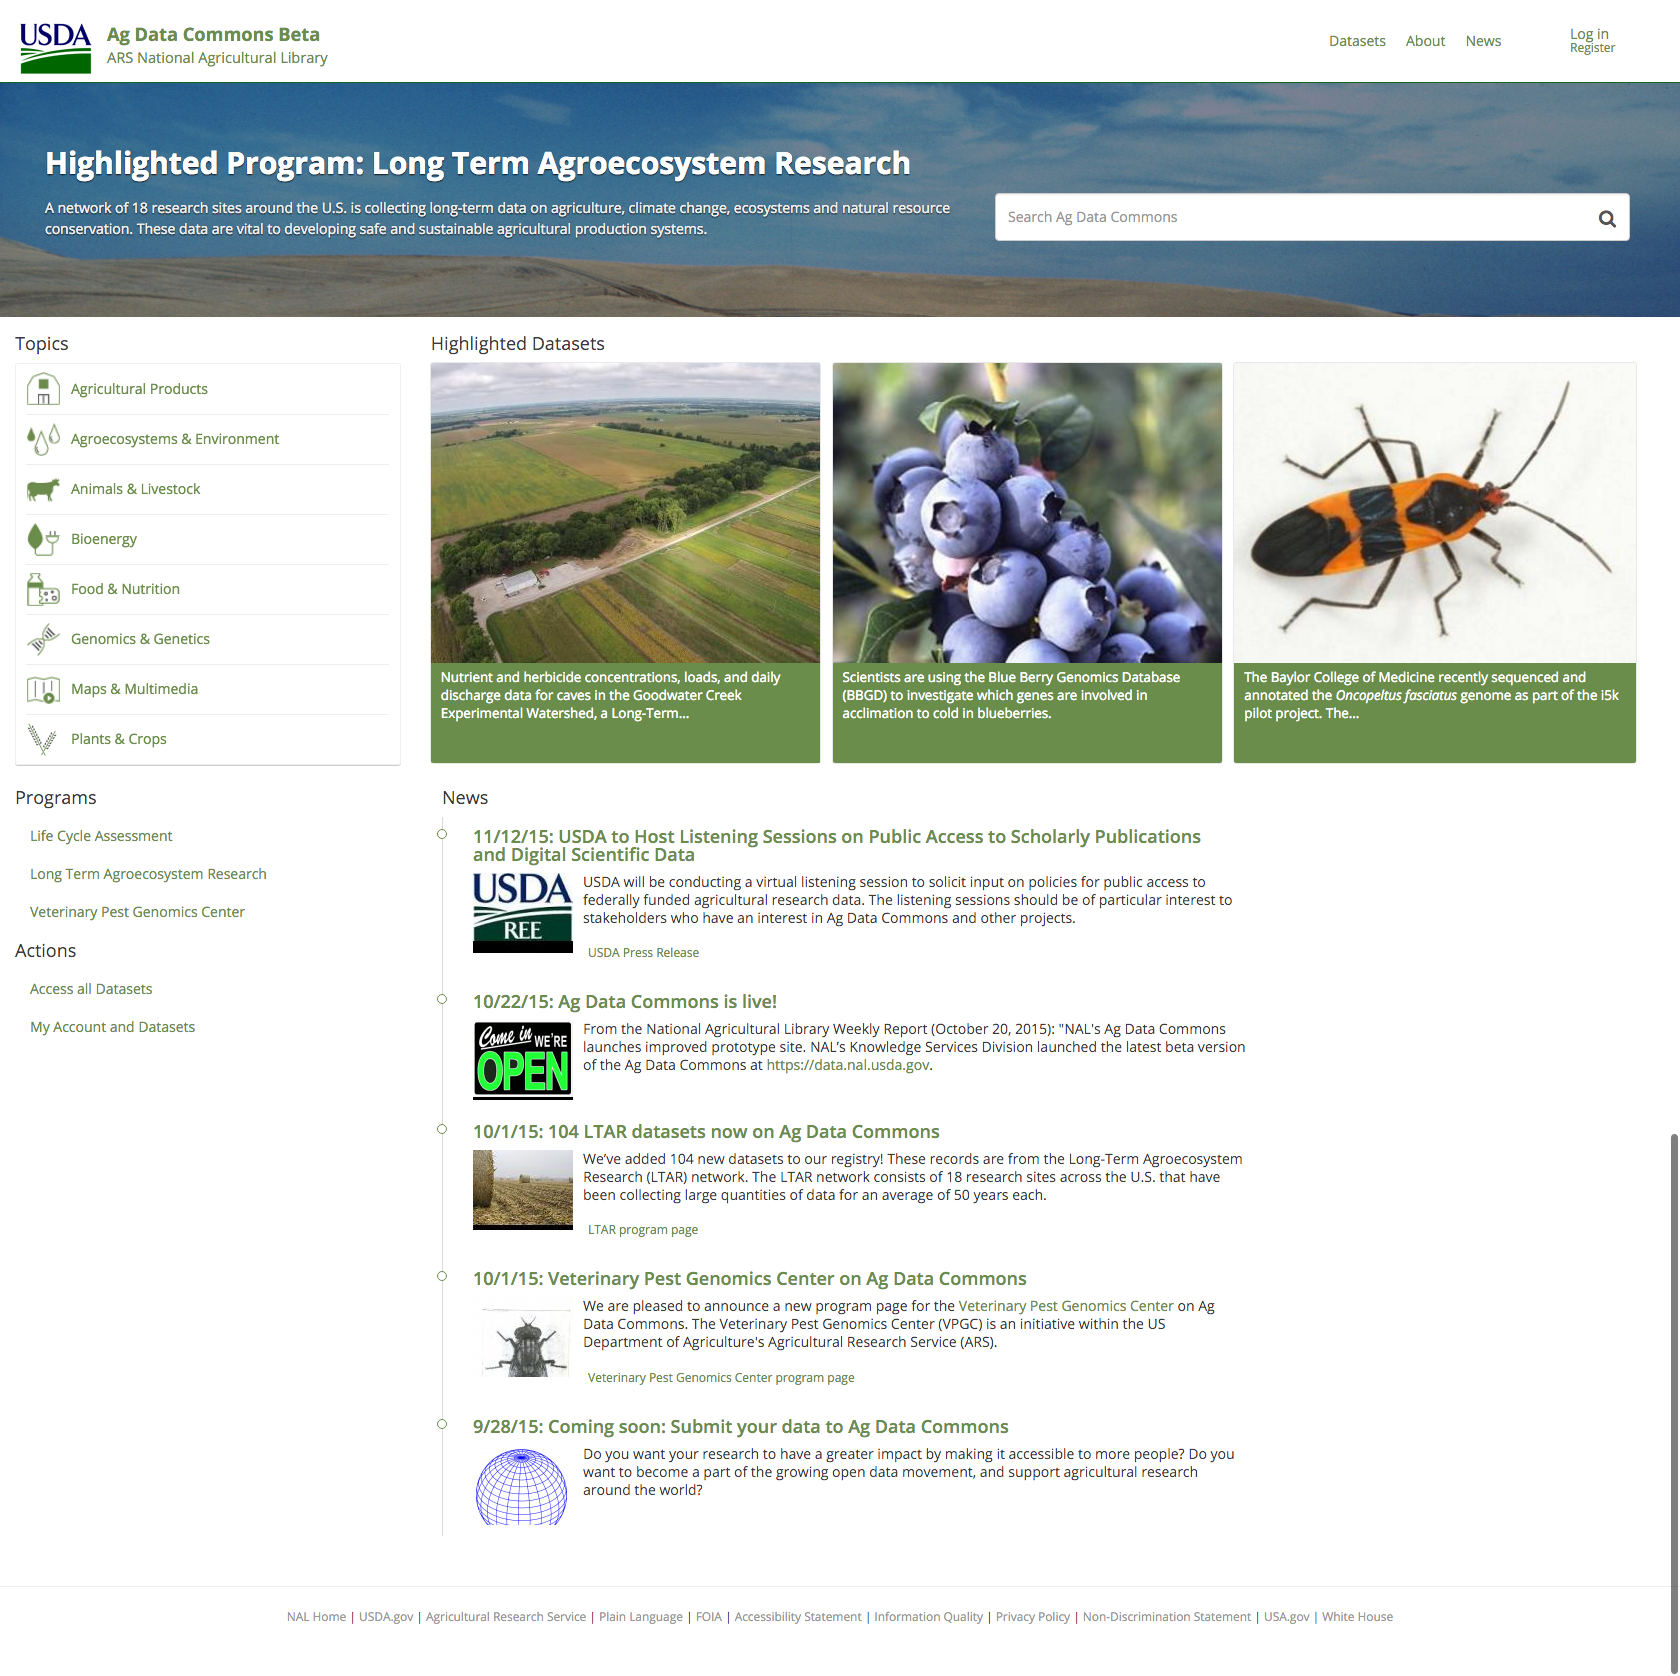 USDA
Ag Data Commons Beta
ARS National Agricultural Library
Datasets
About
News
Log in
Register
Highlighted Program: Long Term Agroecosystem Research
A network of 18 research sites around the U.S. is collecting long-term data on agriculture, climate change, ecosystems and natural resource
conservation. These data are vital to developing safe and sustainable agricultural production systems.
Search Ag Data Commons
Topics
Agricultural Products
Agroecosystems & Environment
Animals & Livestock
Bioenergy
Food & Nutrition
Genomics & Genetics
Maps & Multimedia
Plants & Crops
Highlighted Datasets
Nutrient and herbicide concentrations, loads, and daily
discharge data for caves in the Goodwater Creek
Experimental Watershed, a Long-Term...
Scientists are using the Blue Berry Genomics Database
(BBGD) to investigate which genes are involved in
acclimation to cold in blueberries.
The Baylor College of Medicine recently sequenced and
annotated the Oncopeltus fasciatus genome as part of the i5k
pilot project. The...
Programs
Life Cycle Assessment
Long Term Agroecosystem Research
Veterinary Pest Genomics Center
Actions
Access all Datasets
My Account and Datasets
News
11/12/15: USDA to Host Listening Sessions on Public Access to Scholarly Publications
and Digital Scientific Data
USDA
REE
USDA will be conducting a virtual listening session to solicit input on policies for public access to
federally funded agricultural research data. The listening sessions should be of particular interest to
stakeholders who have an interest in Ag Data Commons and other projects.
USDA Press Release
10/22/15: Ag Data Commons is live!
Come in WE'RE
OPEN
From the National Agricultural Library Weekly Report (October 20, 2015): "NAL's Ag Data Commons
launches improved prototype site. NAL’s Knowledge Services Division launched the latest beta version
of the Ag Data Commons at https://data.nal.usda.gov.
10/1/15: 104 LTAR datasets now on Ag Data Commons
We’ve added 104 new datasets to our registry! These records are from the Long-Term Agroecosystem
Research (LTAR) network. The LTAR network consists of 18 research sites across the U.S. that have
been collecting large quantities of data for an average of 50 years each.
LTAR program page
10/1/15: Veterinary Pest Genomics Center on Ag Data Commons
We are pleased to announce a new program page for the Veterinary Pest Genomics Center on Ag
Data Commons. The Veterinary Pest Genomics Center (VPGC) is an initiative within the US
Department of Agriculture's Agricultural Research Service (ARS).
Veterinary Pest Genomics Center program page
9/28/15: Coming soon: Submit your data to Ag Data Commons
Do you want your research to have a greater impact by making it accessible to more people? Do you
want to become a part of the growing open data movement, and support agricultural research
around the world?
NAL Home | USDA.gov | Agricultural Research Service | Plain Language | FOIA | Accessibility Statement | Information Quality | Privacy Policy | Non-Discrimination Statement | USA.gov | White House